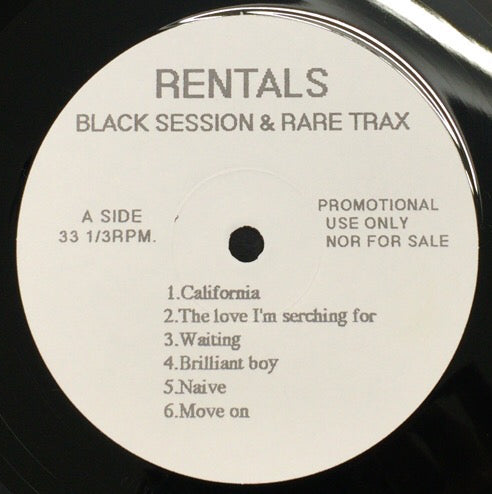 RENTALS
BLACK SESSION & RARE TRAX
A SIDE
33 1/3RPM.
PROMOTIONAL
USE ONLY
NOR FOR SALE
1.California
2.The love I'm serching for
3.Waiting
4.Brilliant boy
5.Naive
6.Move on